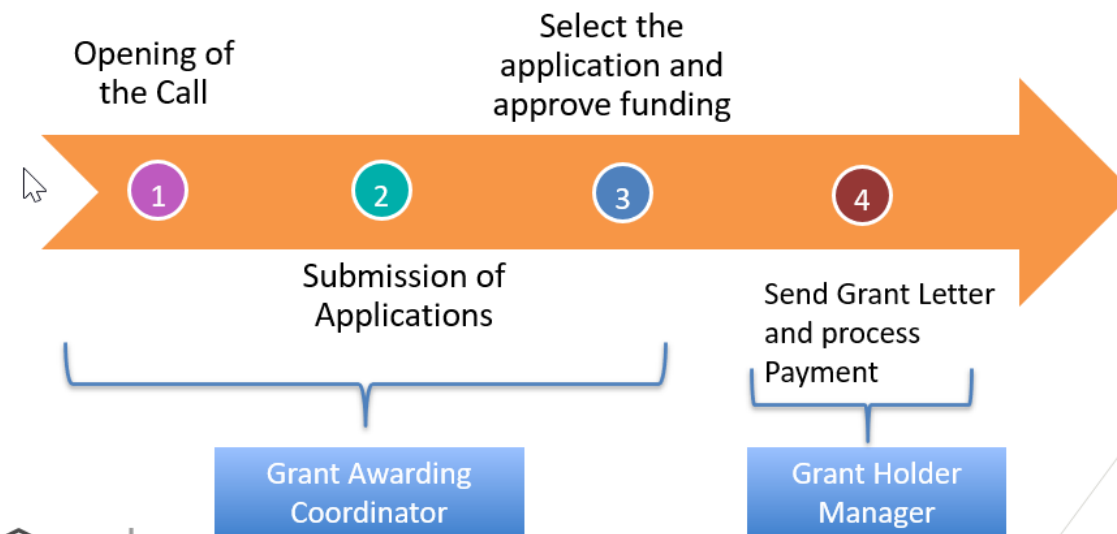 Opening of
the Call
Select the
application and
approve funding
1
2
3
4
Submission of
Applications
Send Grant Letter
and process
Payment
Grant Awarding
Coordinator
Grant Holder
Manager